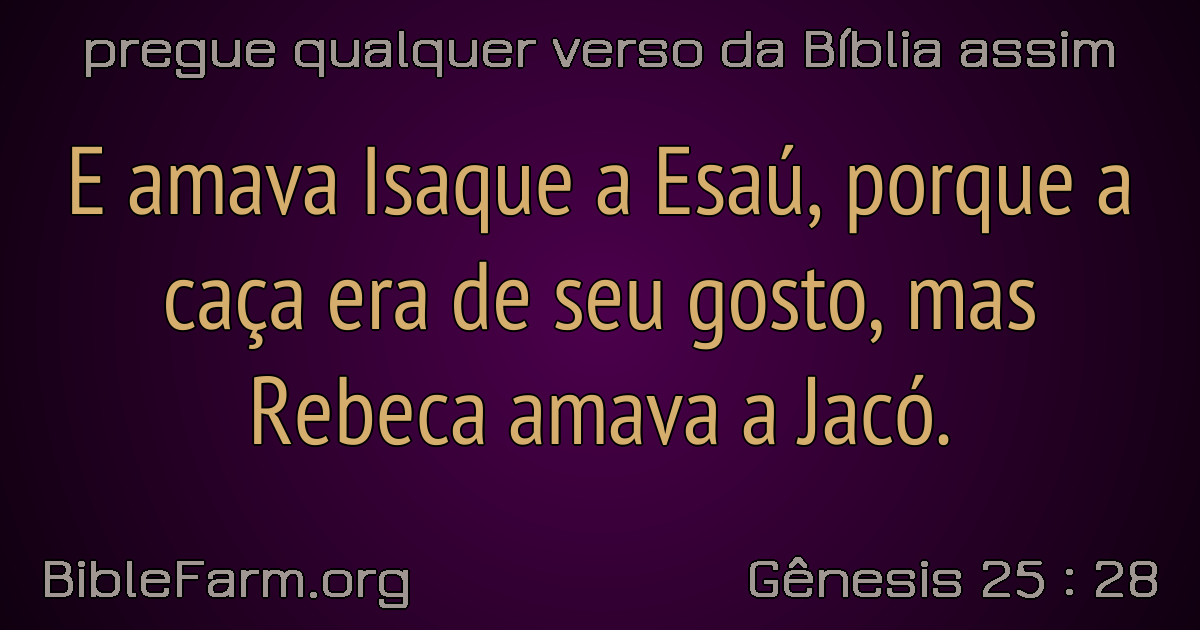 pregue qualquer verso da Bíblia assim
E amava Isaque a Esaú, porque a
caça era de seu gosto, mas
Rebeca amava a Jacó.
BibleFarm.org
Gênesis 25 : 28